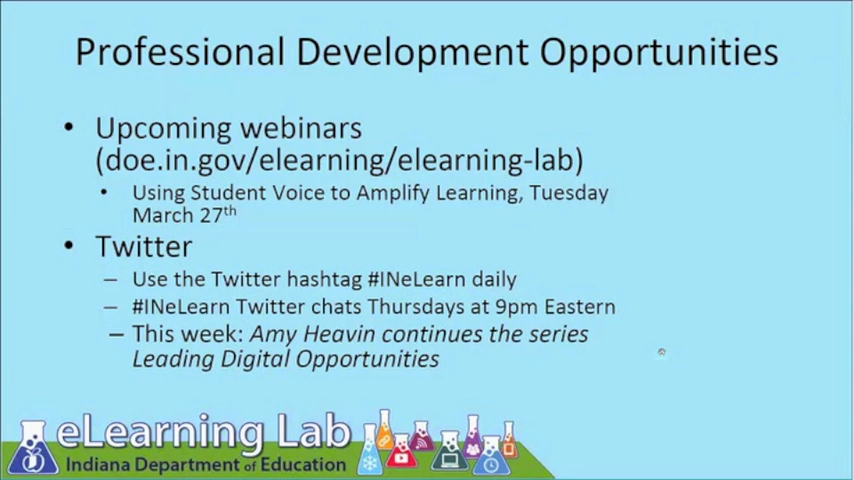 Professional Development Opportunities
• Upcoming webinars
(doe.in.gov/elearning/elearning-lab)
• Using Student Voice to Amplify Learning, Tuesday
March 27th
• Twitter
– Use the Twitter hashtag #INeLearn daily
– #INeLearn Twitter chats Thursdays at 9pm Eastern
– This week: Amy Heavin continues the series
Leading Digital Opportunities
eLearning Lab
Indiana Department of Education